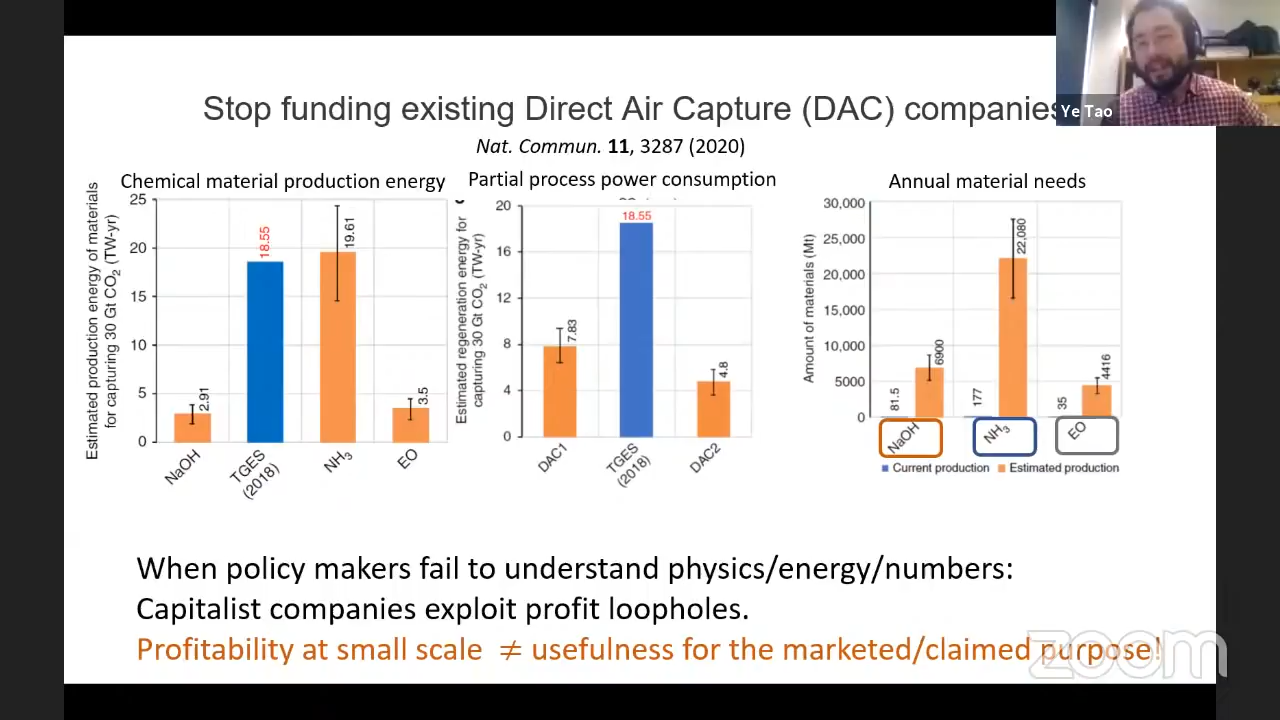 Stop funding existing Direct Air Capture (DAC) companies
Ye Tao
Nat. Commun. 11, 3287 (2020)
Chemical material production energy
Estimated production energy of materials
for capturing 30 Gt CO₂ (TW-yr)
25
20
15
10
5
0
2.91
18.55
19.61
3.5
NaOH
TGES
(2018)
NH₃
EO
Partial process power consumption
Estimated regeneration energy for
capturing 30 Gt CO₂ (TW-yr)
20
16
12
8
4
0
7.83
18.55
4.8
DAC1
TGES
(2018)
DAC2
Annual material needs
Amount of materials (Mt)
30,000
25,000
20,000
15,000
10,000
5000
0
81.5
6900
177
22,080
35
4416
NaOH
NH₃
EO
Current production
Estimated production
When policy makers fail to understand physics/energy/numbers:
Capitalist companies exploit profit loopholes.
Profitability at small scale ≠ usefulness for the marketed/claimed purpose!
zoom